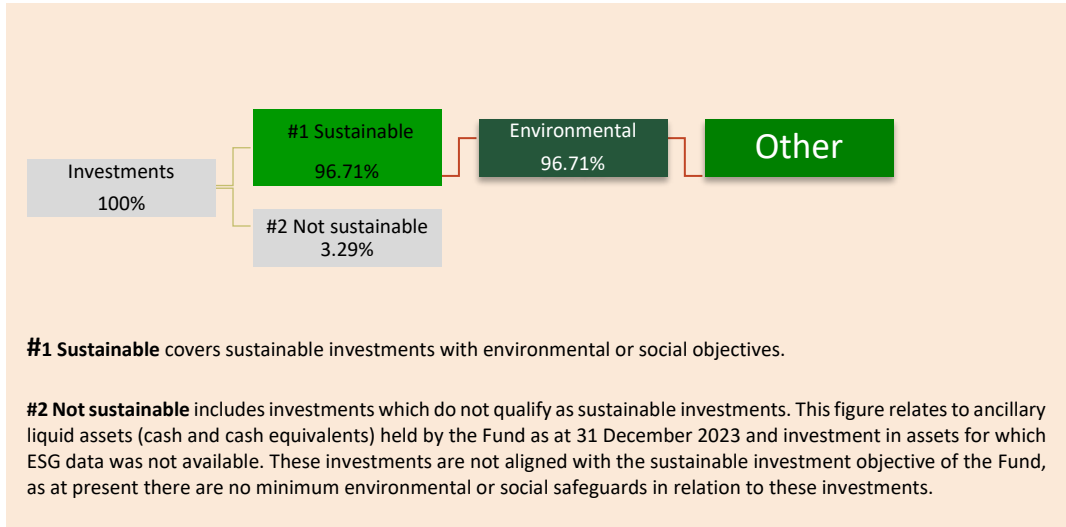 #1 Sustainable
96.71%
Environmental
96.71%
Other
Investments
100%
#2 Not sustainable
3.29%
#1 Sustainable covers sustainable investments with environmental or social objectives.
#2 Not sustainable includes investments which do not qualify as sustainable investments. This figure relates to ancillary
liquid assets (cash and cash equivalents) held by the Fund as at 31 December 2023 and investment in assets for which
ESG data was not available. These investments are not aligned with the sustainable investment objective of the Fund,
as at present there are no minimum environmental or social safeguards in relation to these investments.